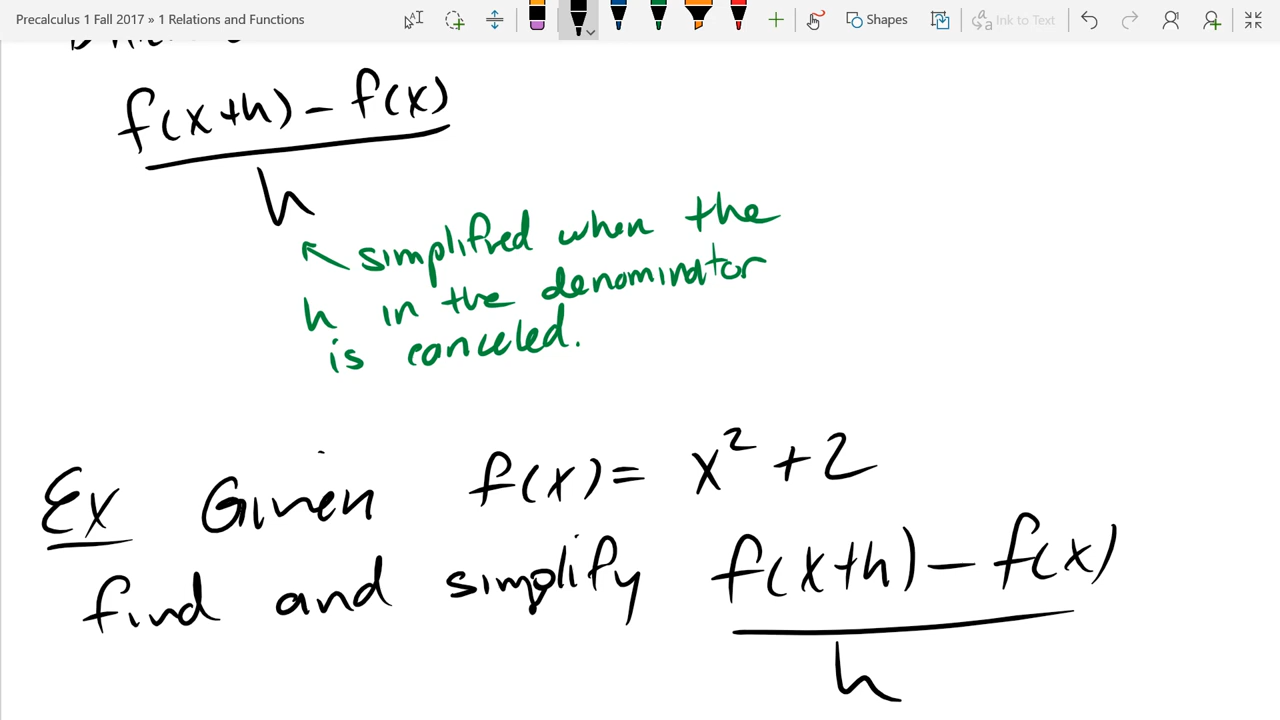 Precalculus 1 Fall 2017 » 1 Relations and Functions
Shapes
Ink to Text
f(x+h) - f(x)
h
simplified when the
h in the denominator
is canceled.
Ex Given f(x) = x² + 2
find and simplify f(x+h) - f(x)
h